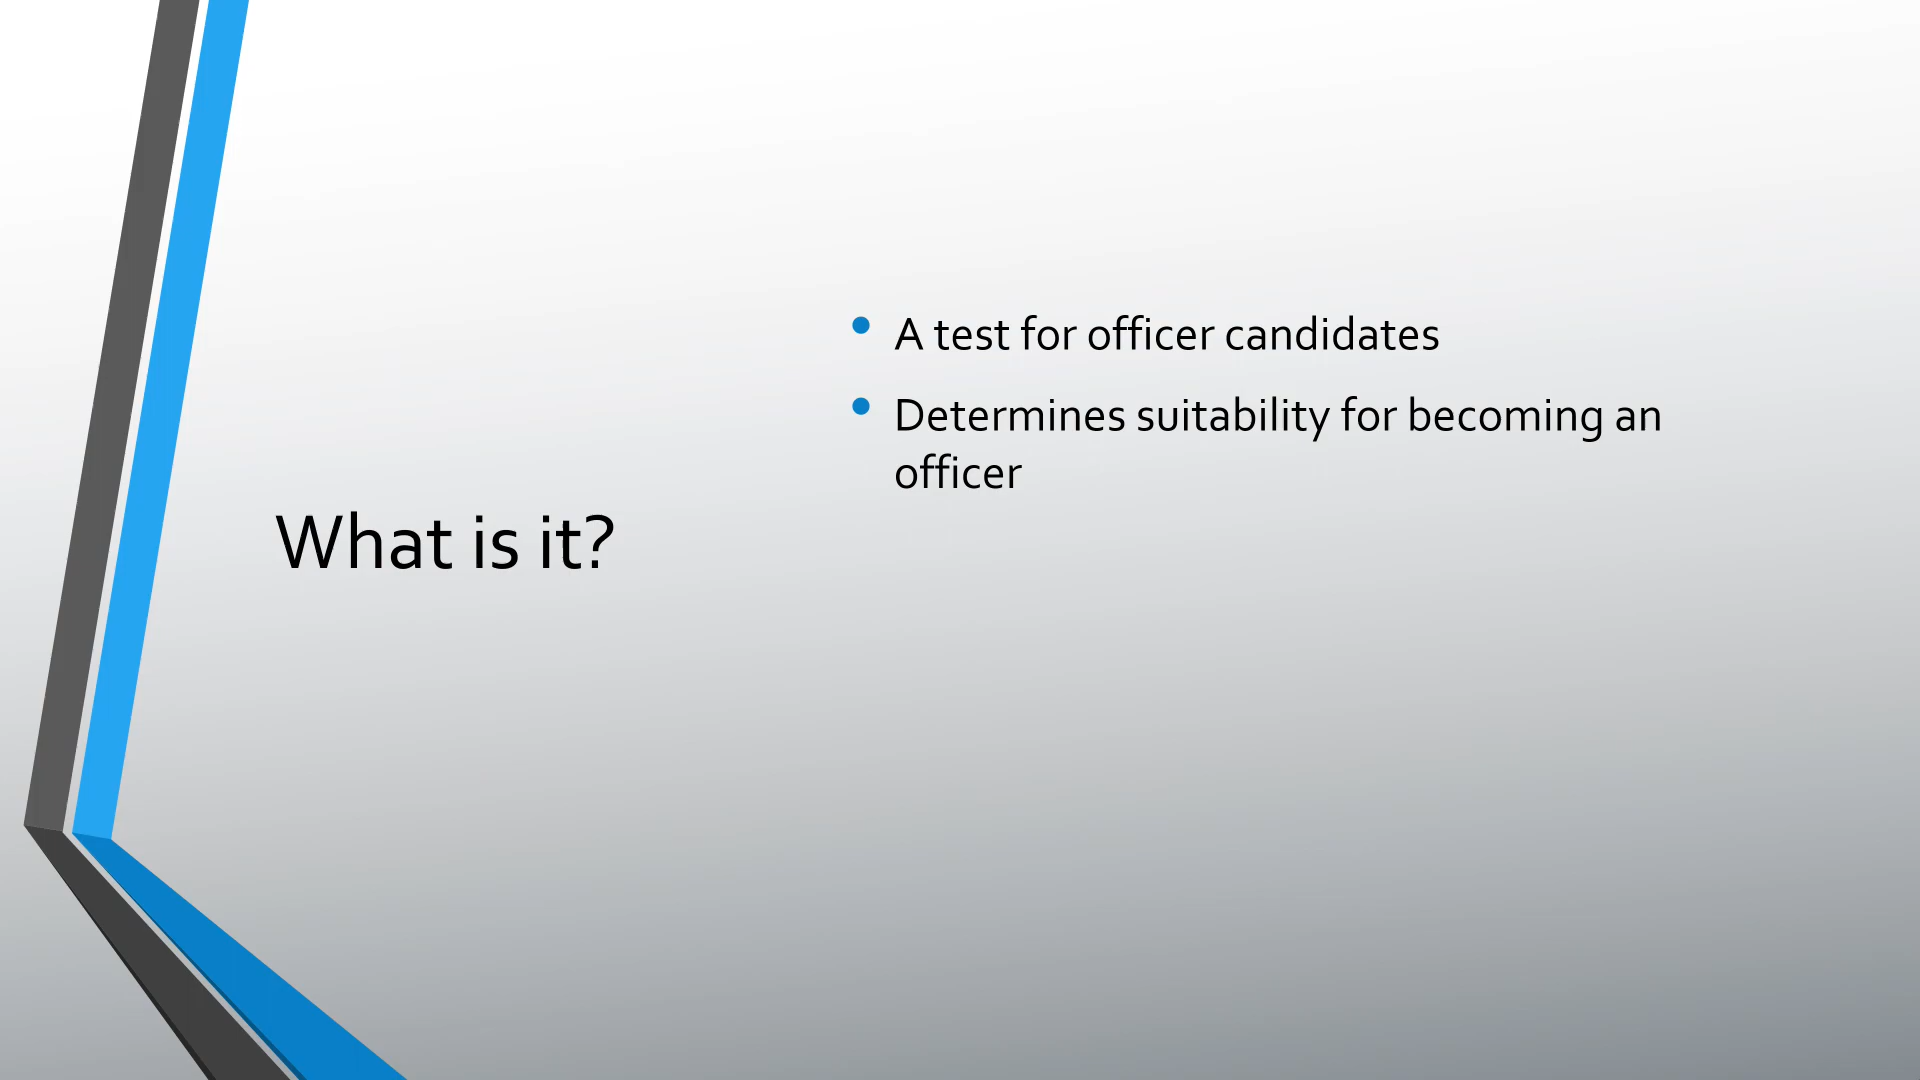 What is it?
A test for officer candidates
Determines suitability for becoming an
officer